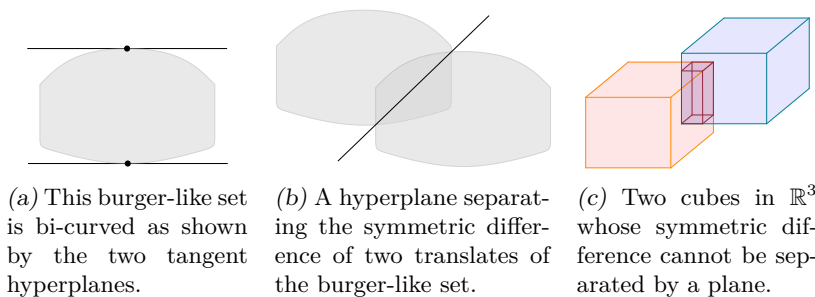 (a) This burger-like set
is bi-curved as shown
by the two tangent
hyperplanes.
(b) A hyperplane separat-
ing the symmetric differ-
ence of two translates of
the burger-like set.
(c) Two cubes in ℝ³
whose symmetric dif-
ference cannot be sep-
arated by a plane.